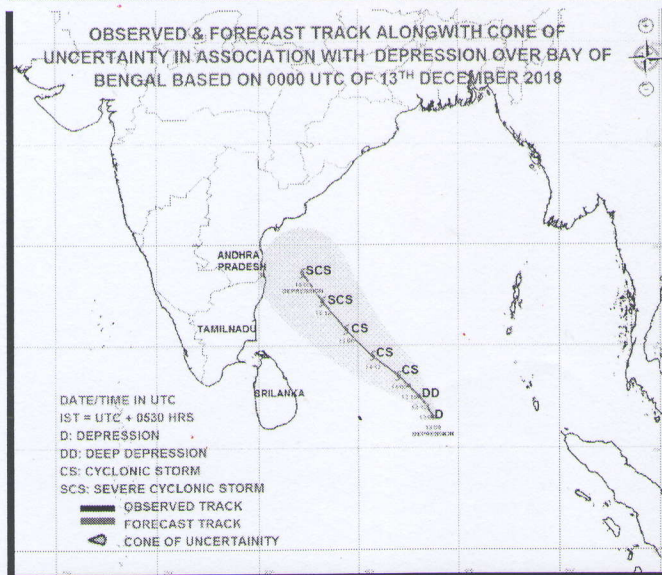 OBSERVED & FORECAST TRACK ALONGWITH CONE OF
UNCERTAINTY IN ASSOCIATION WITH DEPRESSION OVER BAY OF
BENGAL BASED ON 0000 UTC OF 13TH DECEMBER 2018
ANDHRA
PRADESH
SCS
DEPRESSION
SCS
TAMILNADU
CS
CS
CS
SRILANKA
DD
D
DEPRESSION
DATE/TIME IN UTC
IST = UTC + 0530 HRS
D: DEPRESSION
DD: DEEP DEPRESSION
CS: CYCLONIC STORM
SCS: SEVERE CYCLONIC STORM
OBSERVED TRACK
FORECAST TRACK
CONE OF UNCERTAINITY